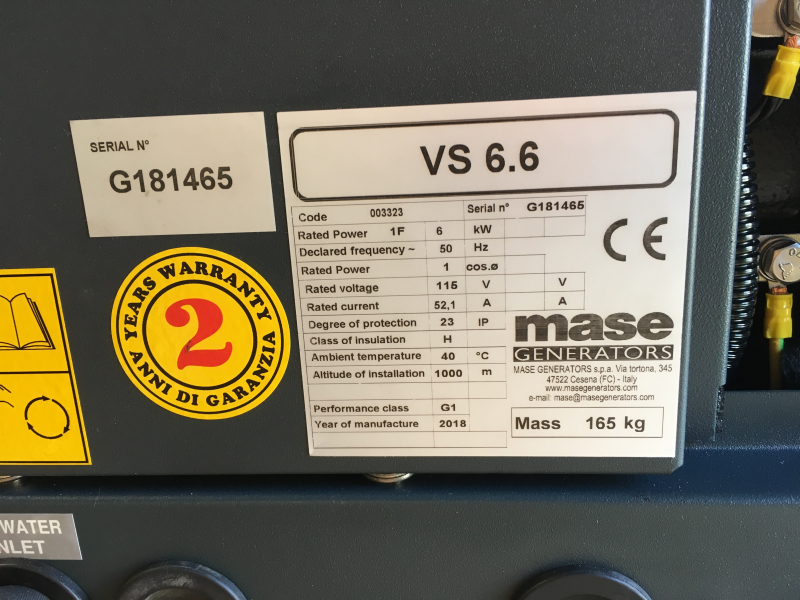 SERIAL N°
G181465
VS 6.6
Code 003323 Serial n° G181465
Rated Power 1F 6 kW
Declared frequency ~ 50 Hz
Rated Power 1 cos.ø
Rated voltage 115 V V
Rated current 52,1 A A
Degree of protection 23 IP
Class of insulation H
Ambient temperature 40 °C
Altitude of installation 1000 m
Performance class G1
Year of manufacture 2018
CE
mase
GENERATORS
MASE GENERATORS s.p.a. Via tortona, 345
47522 Cesena (FC) - Italy
www.masegenerators.com
e-mail: mase@masegenerators.com
Mass 165 kg
YEARS WARRANTY
2
ANNI DI GARANZIA
WATER
NLET